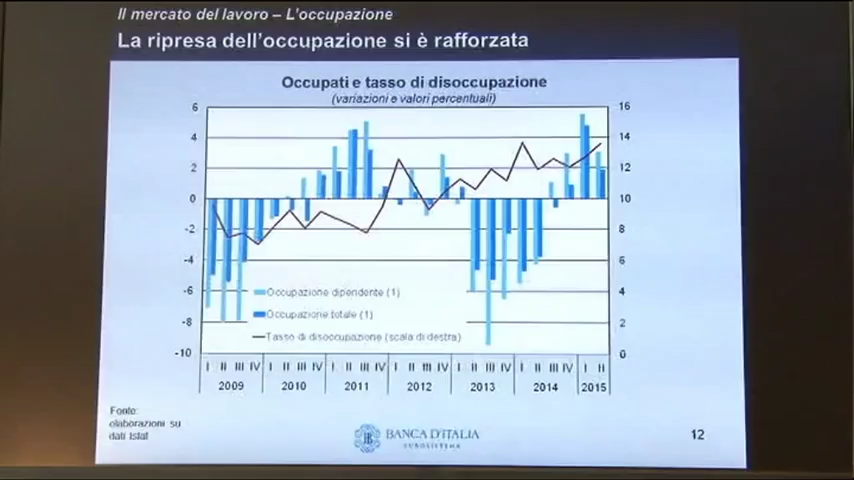 Il mercato del lavoro – L'occupazione
La ripresa dell'occupazione si è rafforzata
Occupati e tasso di disoccupazione
(variazioni e valori percentuali)
6 16
4 14
2 12
0 10
-2 8
-4 6
-6 4
-8 2
-10 0
Occupazione dipendente (1)
Occupazione totale (1)
Tasso di disoccupazione (scala di destra)
I II III IV I II III IV I II III IV I II III IV I II III IV I II III IV I II
2009 2010 2011 2012 2013 2014 2015
Fonte:
elaborazioni su
dati Istat
BANCA D'ITALIA
EUROSISTEMA
12